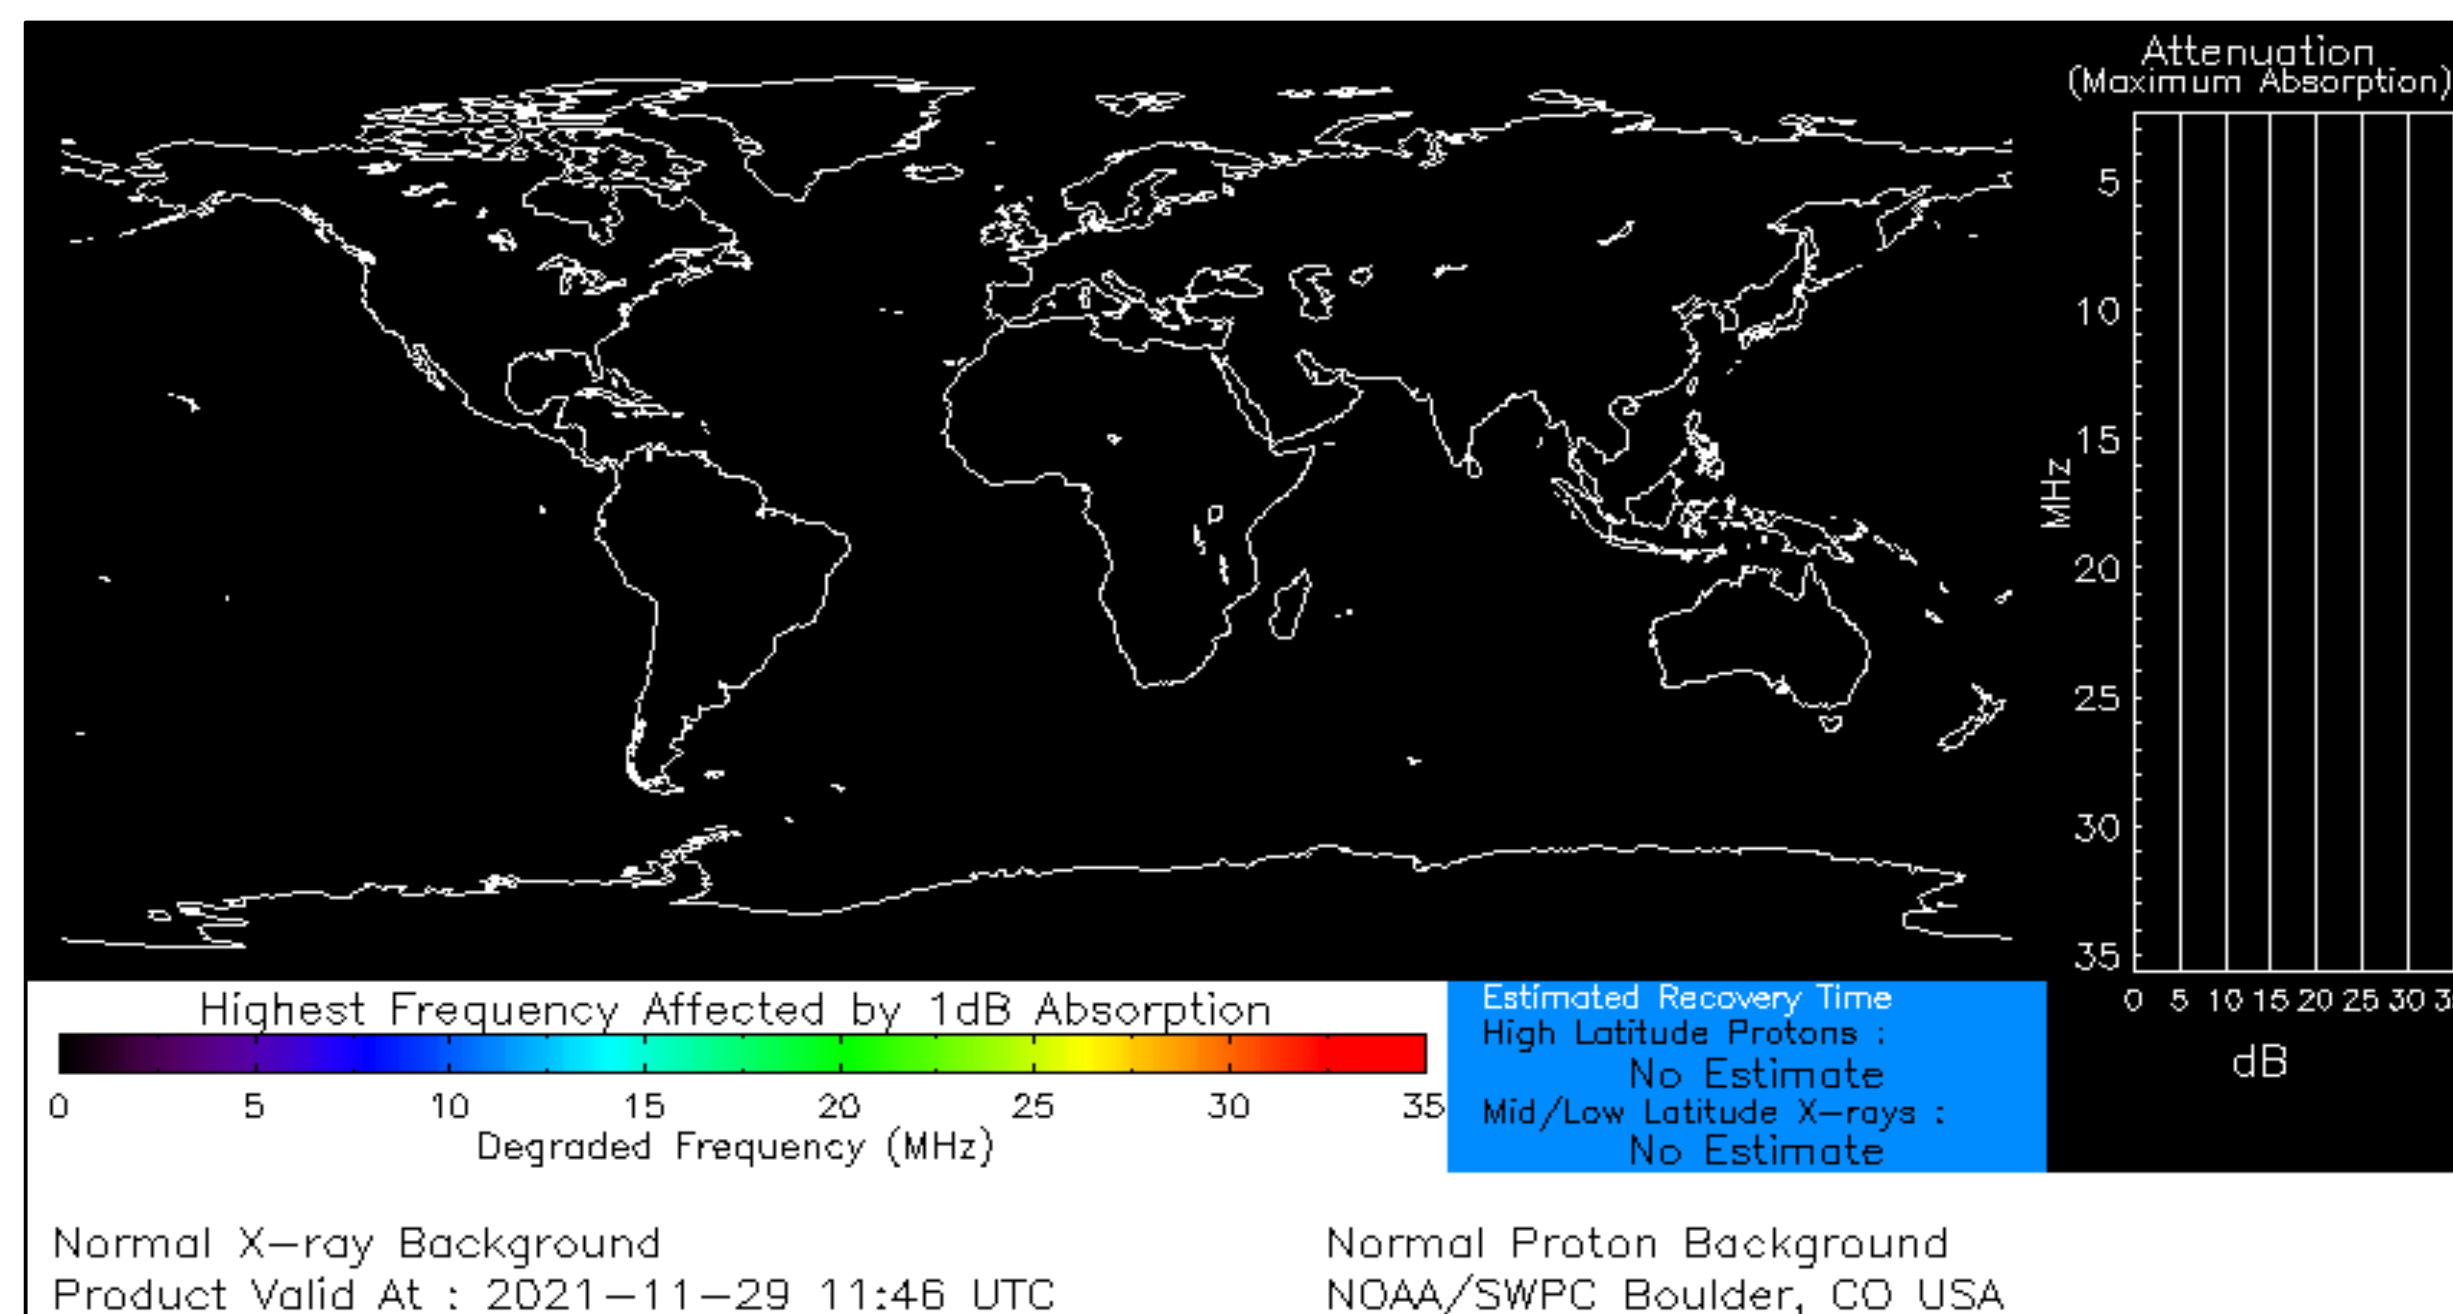 Attenuation
(Maximum Absorption)
5
10
15
20
25
30
35
MHz
0 5 10 15 20 25 30
dB
Highest Frequency Affected by 1dB Absorption
0 5 10 15 20 25 30 35
Degraded Frequency (MHz)
Estimated Recovery Time
High Latitude Protons :
No Estimate
Mid/Low Latitude X-rays :
No Estimate
Normal X-ray Background
Normal Proton Background
Product Valid At : 2021-11-29 11:46 UTC
NOAA/SWPC Boulder, CO USA